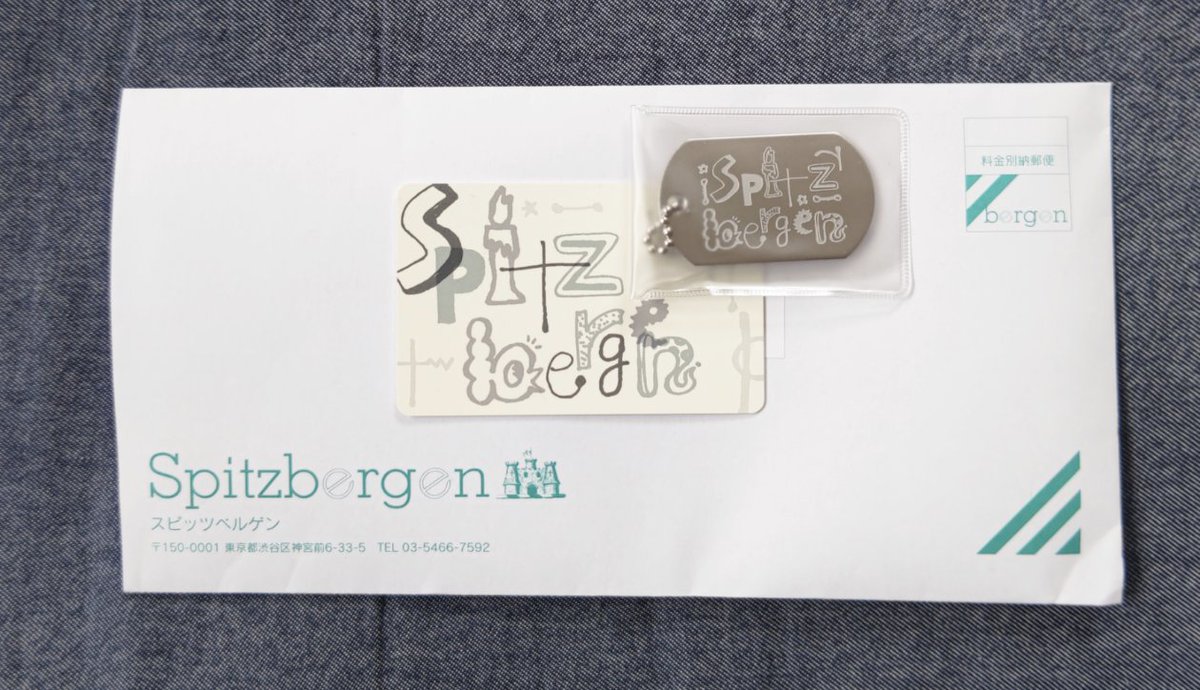 Spitz
bergen
Spitz
bergen
料金別納郵便
bergen
Spitzbergen
スピッツベルゲン
〒150-0001 東京都渋谷区神宮前6-33-5 TEL 03-5466-7592